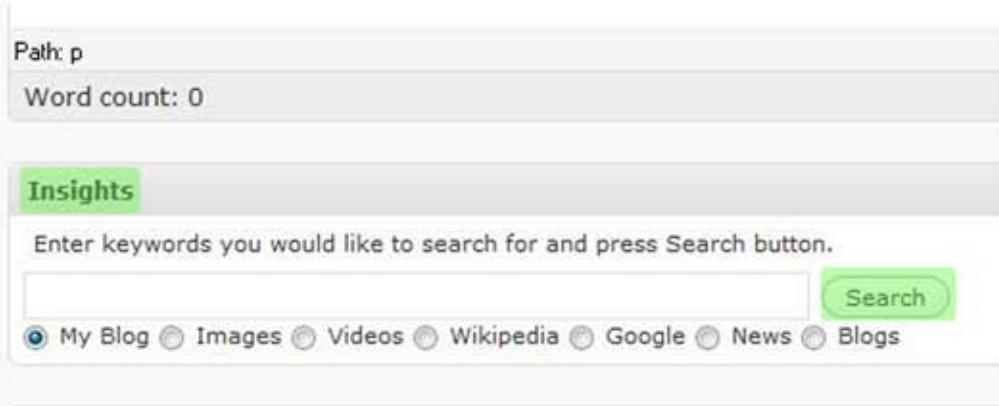 Path: p
Word count: 0
Insights
Enter keywords you would like to search for and press Search button.
Search
My Blog Images Videos Wikipedia Google News Blogs